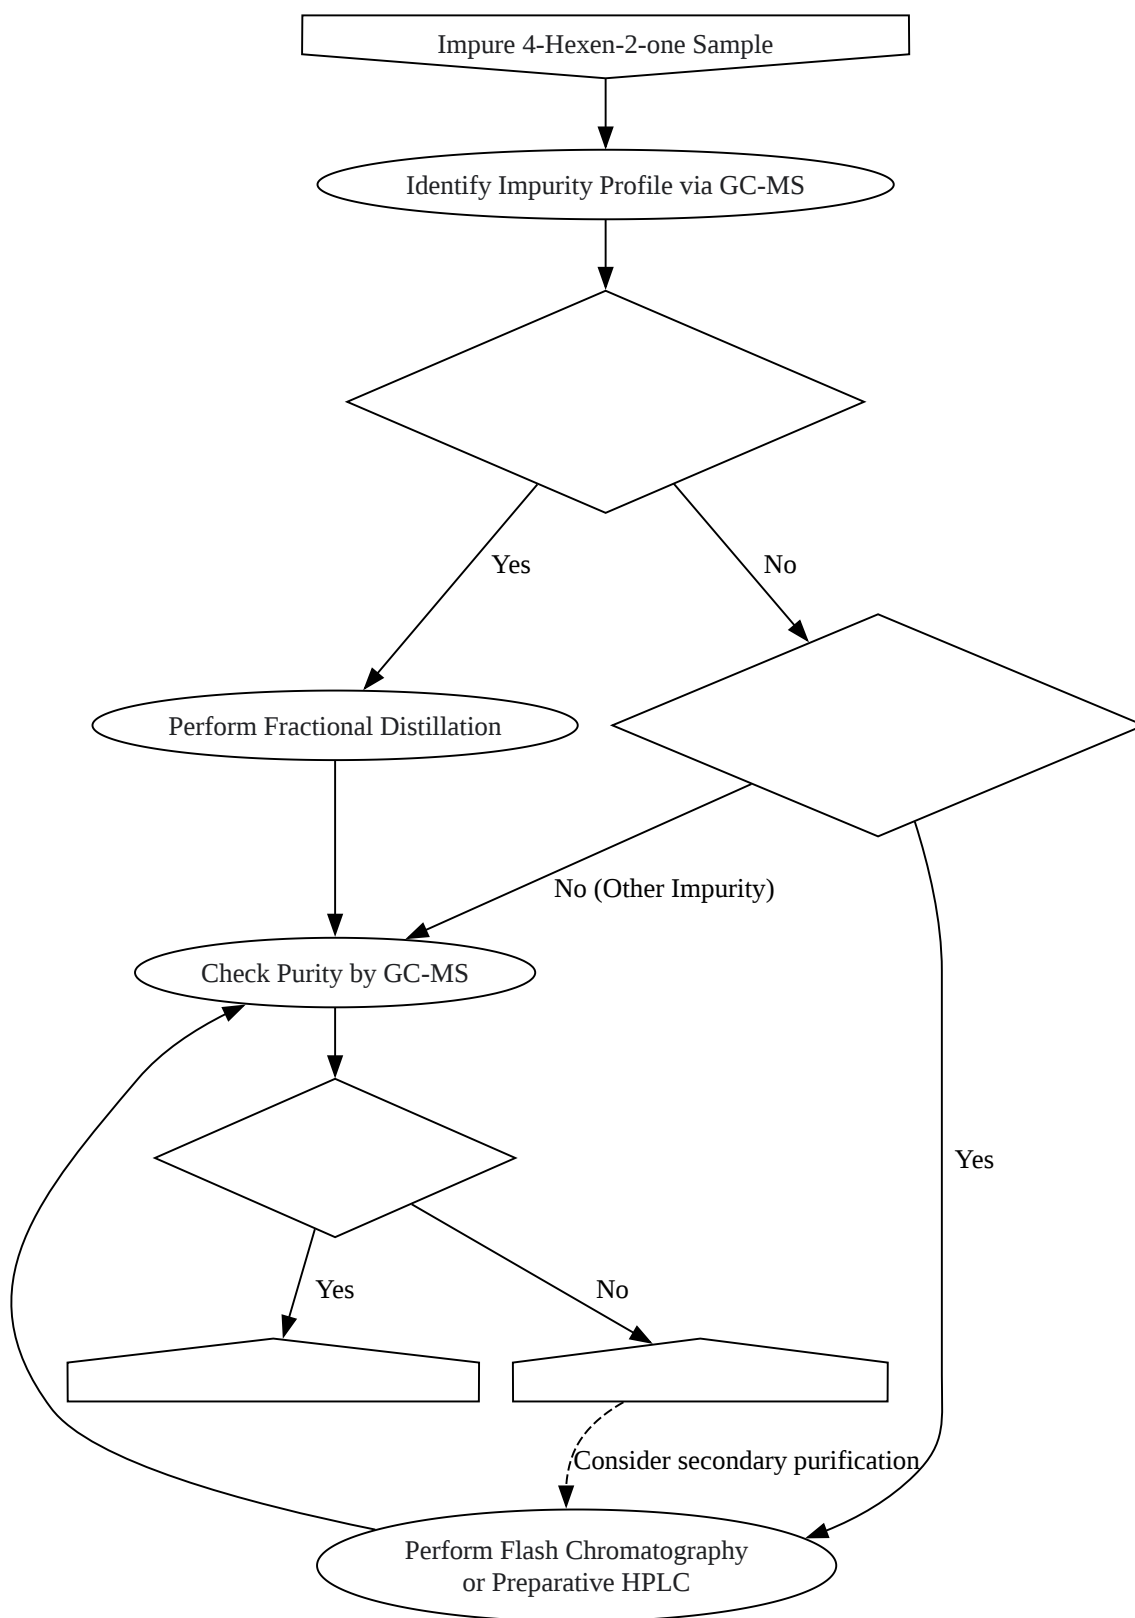 Impure 4-Hexen-2-one Sample
Identify Impurity Profile via GC-MS
Yes
No
Perform Fractional Distillation
No (Other Impurity)
Check Purity by GC-MS
Yes
Yes
No
Consider secondary purification
Perform Flash Chromatography
or Preparative HPLC